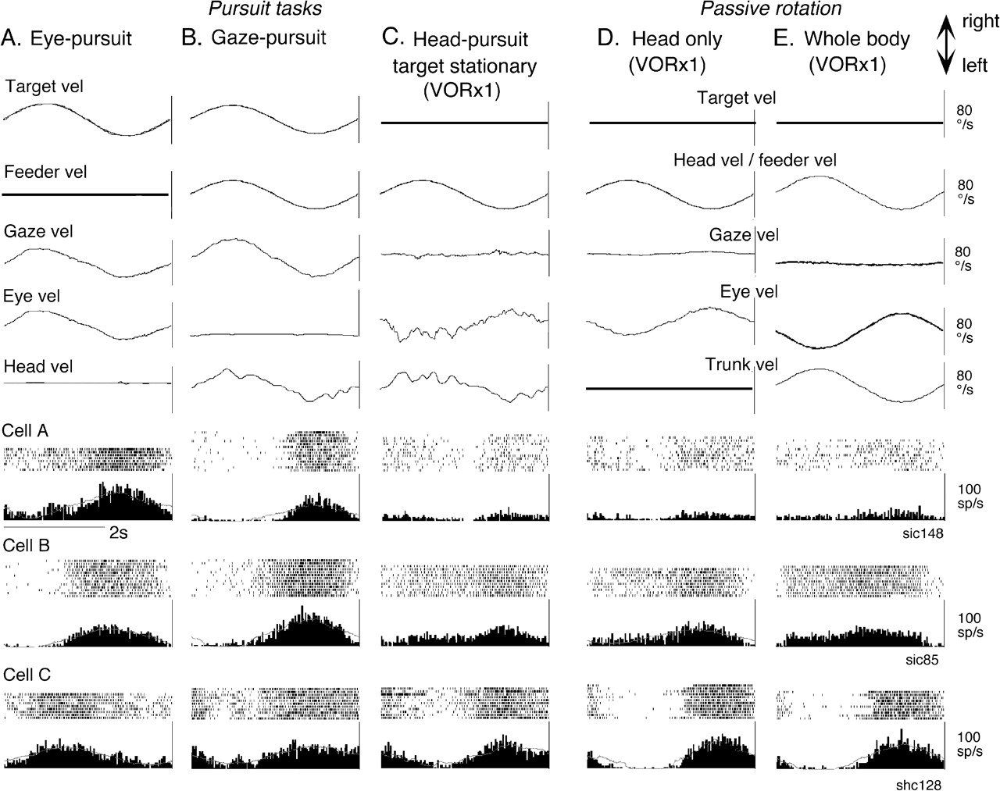 Pursuit tasks
Passive rotation
right
left
A. Eye-pursuit
B. Gaze-pursuit
C. Head-pursuit
target stationary
(VORx1)
D. Head only
(VORx1)
E. Whole body
(VORx1)
Target vel
Target vel
80
°/s
Feeder vel
Head vel / feeder vel
80
°/s
Gaze vel
Gaze vel
80
°/s
Eye vel
Eye vel
80
°/s
Head vel
Trunk vel
80
°/s
Cell A
100
sp/s
2s
sic148
Cell B
100
sp/s
sic85
Cell C
100
sp/s
shc128